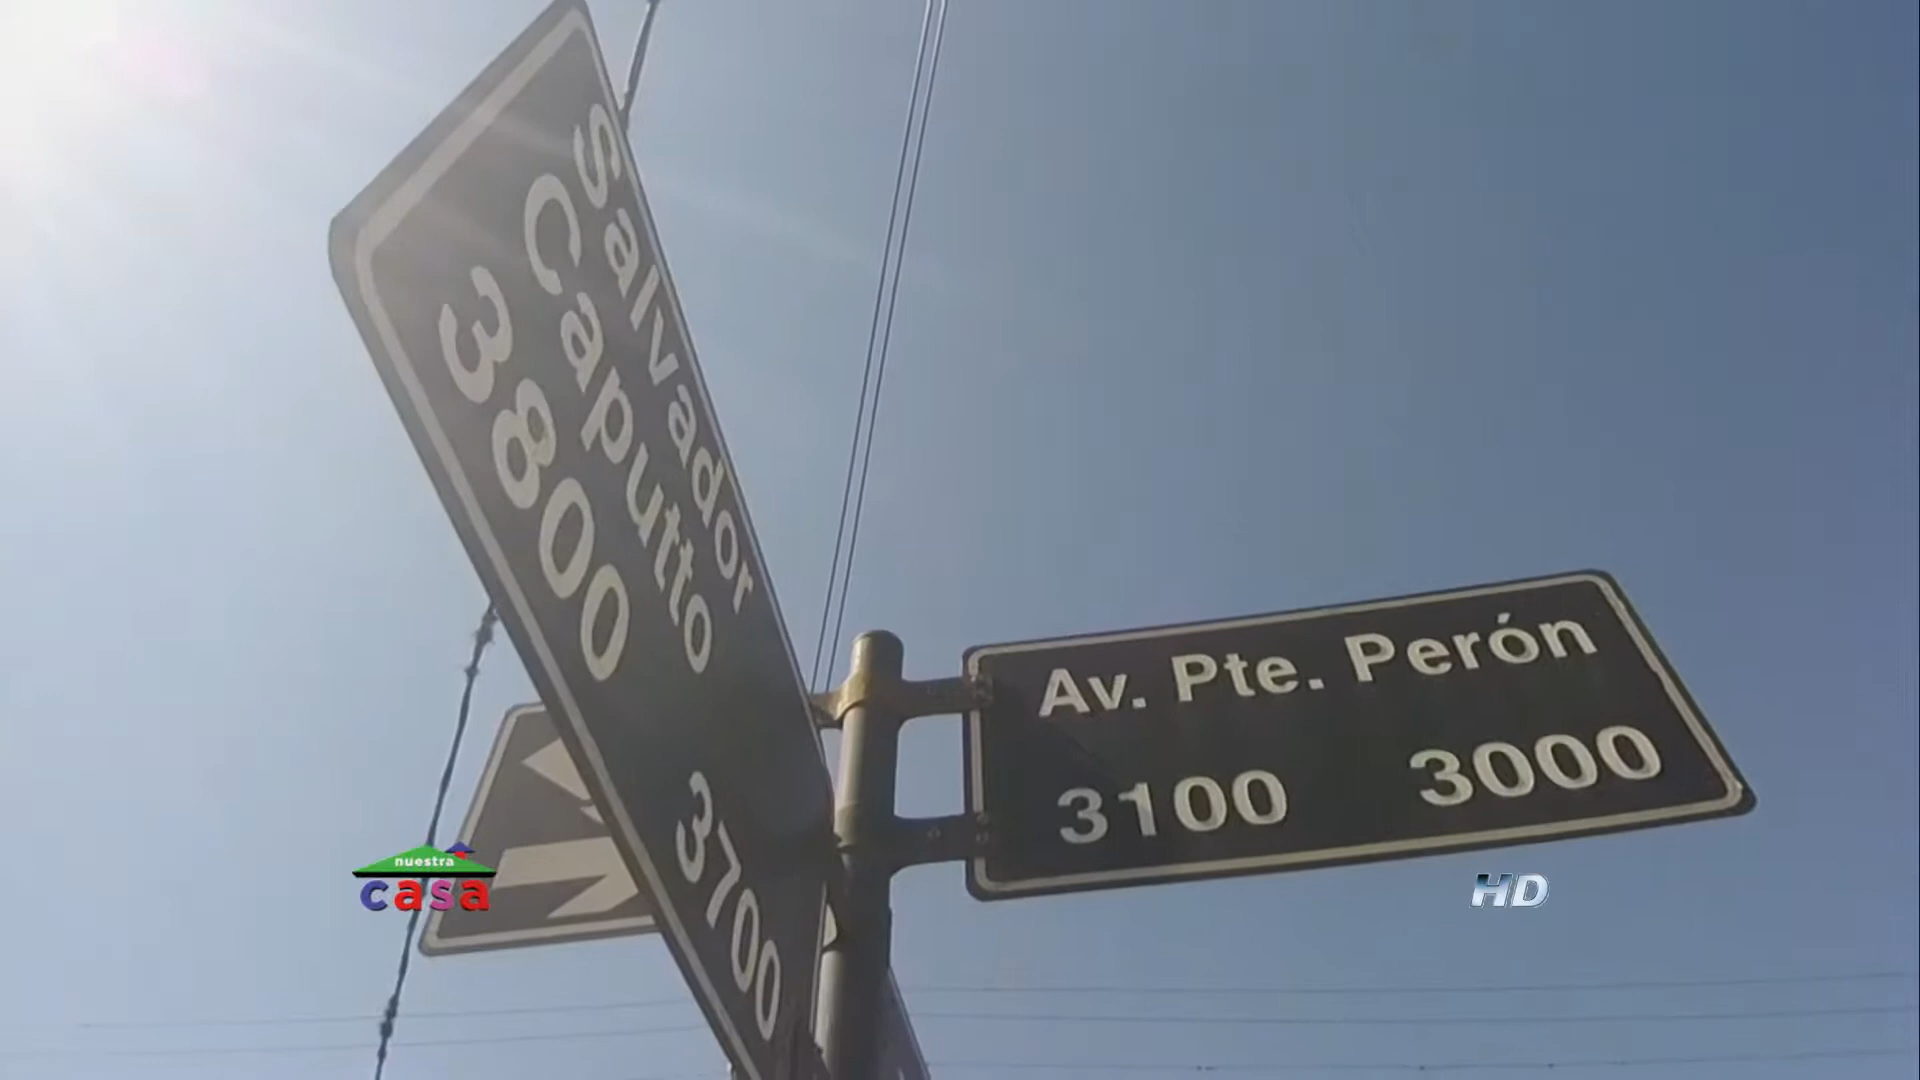 Salvador
Caputto
3800 3700
Av. Pte. Perón
3100 3000
nuestra
casa
HD